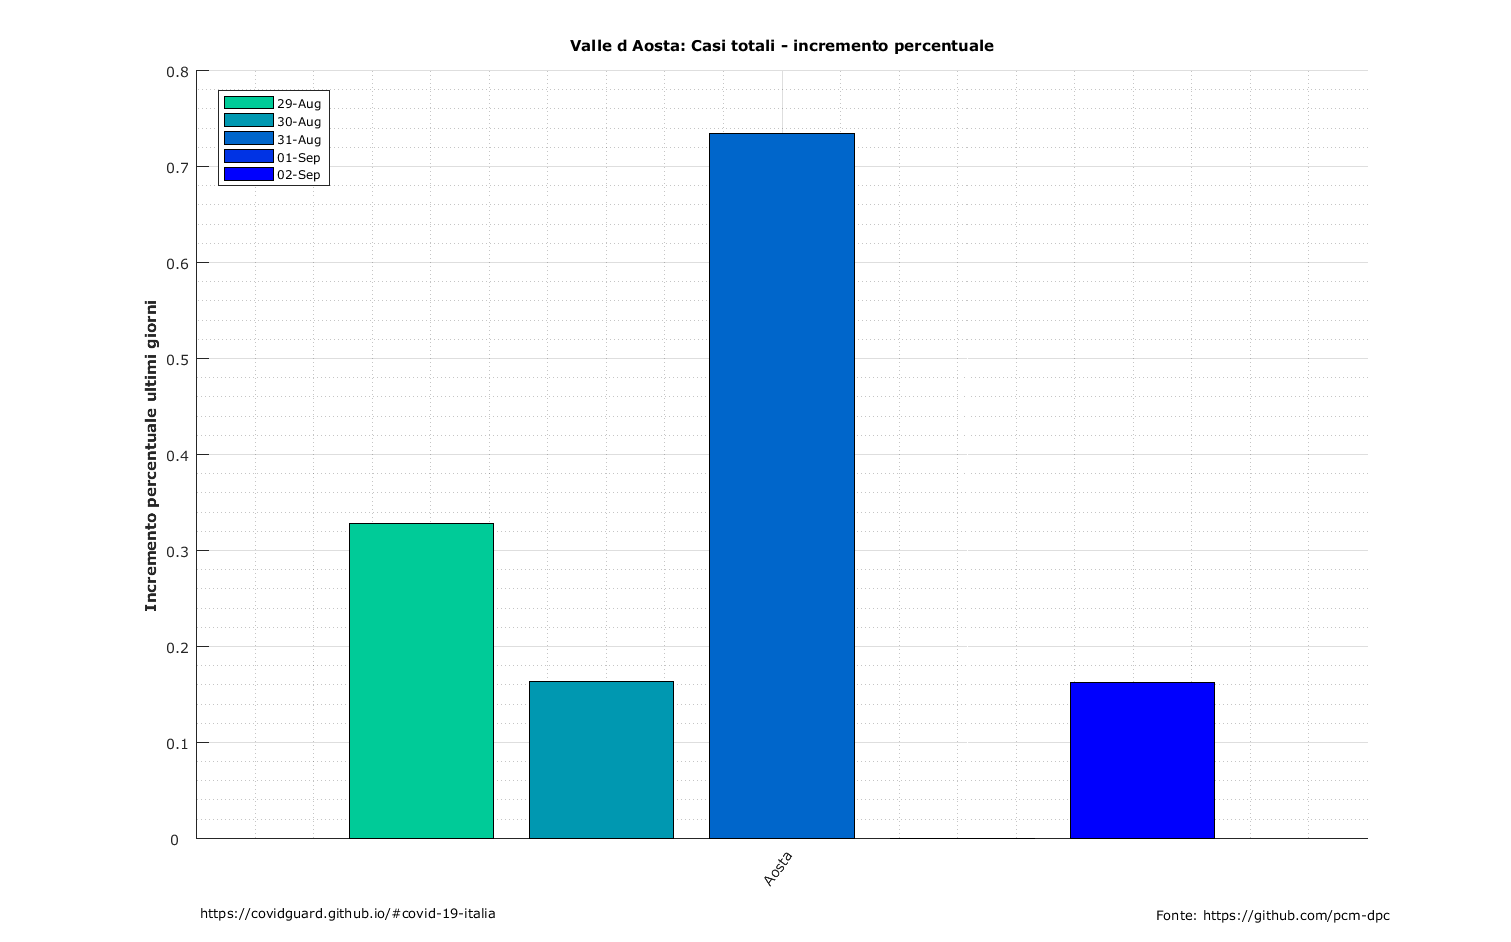 Valle d Aosta: Casi totali - incremento percentuale
0.8
0.7
0.6
0.5
0.4
0.3
0.2
0.1
0
29-Aug
30-Aug
31-Aug
01-Sep
02-Sep
Incremento percentuale ultimi giorni
Aosta
https://covidguard.github.io/#covid-19-italia
Fonte: https://github.com/pcm-dpc